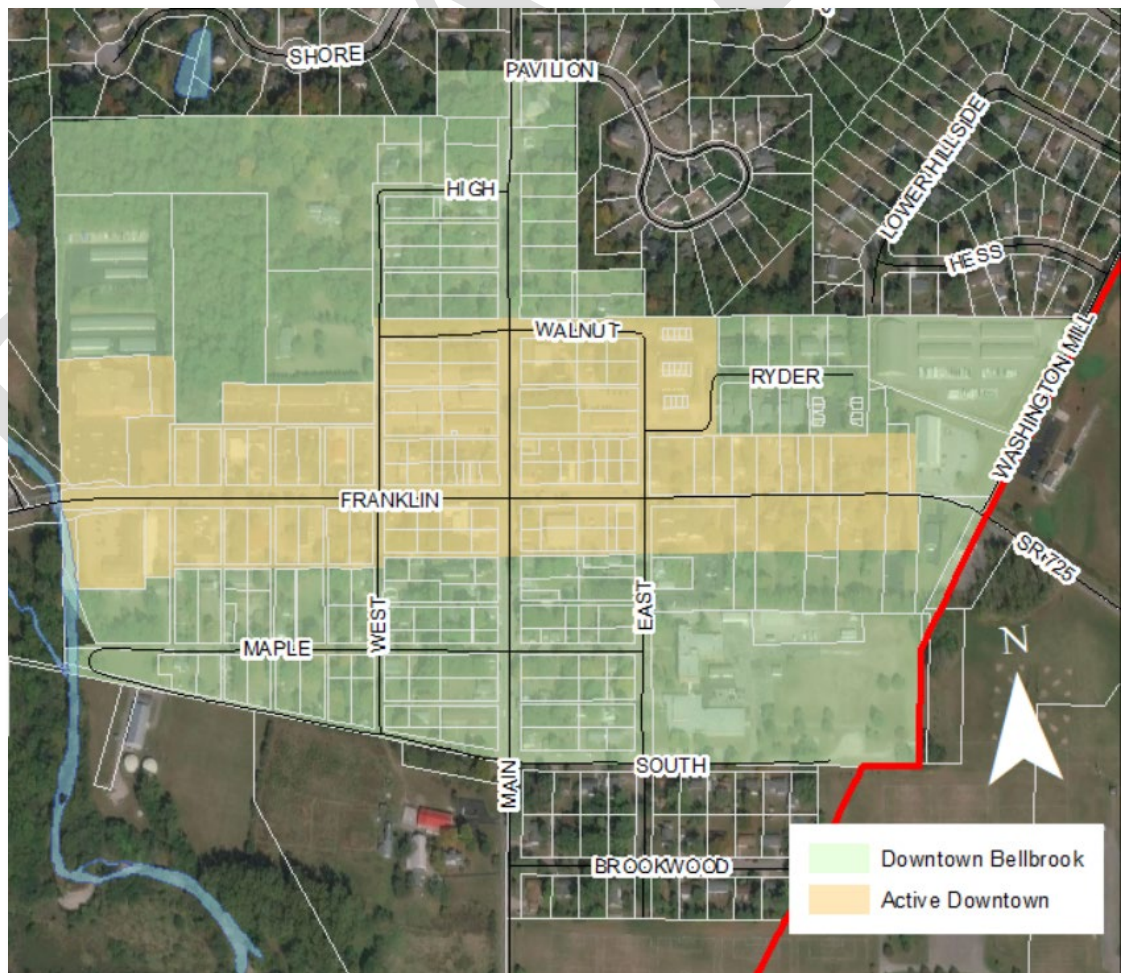 SHORE
PAVILION
HIGH
LOWER HILLSIDE
HESS
WALNUT
WASHINGTON MILL
RYDER
FRANKLIN
SR 725
WEST
EAST
MAPLE
N
MAIN
SOUTH
BROOKWOOD
Downtown Bellbrook
Active Downtown